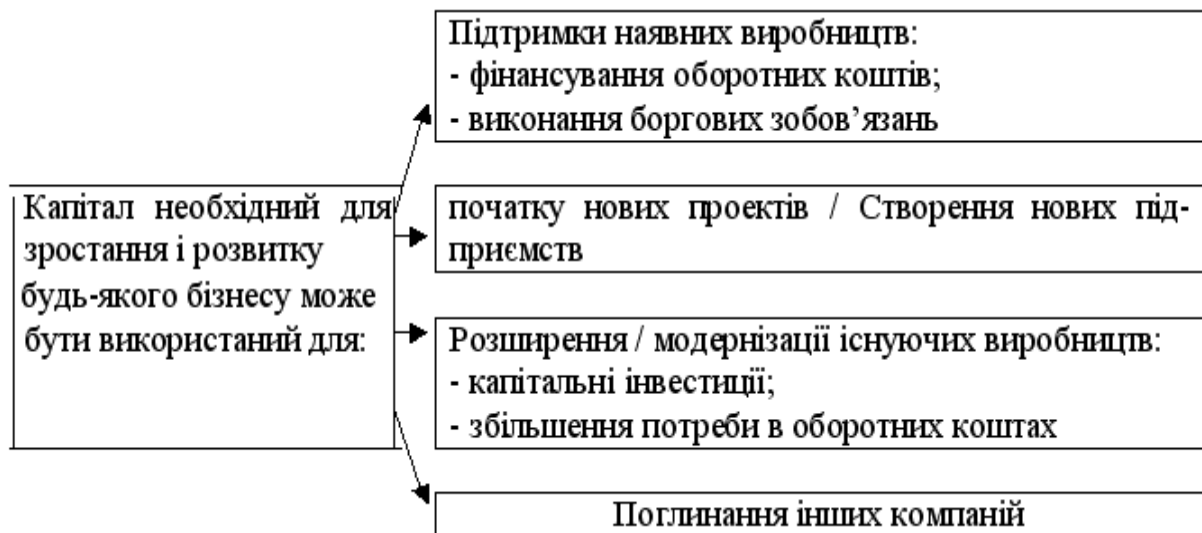 Підтримки наявних виробництв:
- фінансування оборотних коштів;
- виконання боргових зобов’язань
Капітал необхідний для
зростання і розвитку
будь-якого бізнесу може
бути використаний для:
початку нових проектів / Створення нових під-
приємств
Розширення / модернізації існуючих виробництв:
- капітальні інвестиції;
- збільшення потреби в оборотних коштах
Поглинання інших компаній